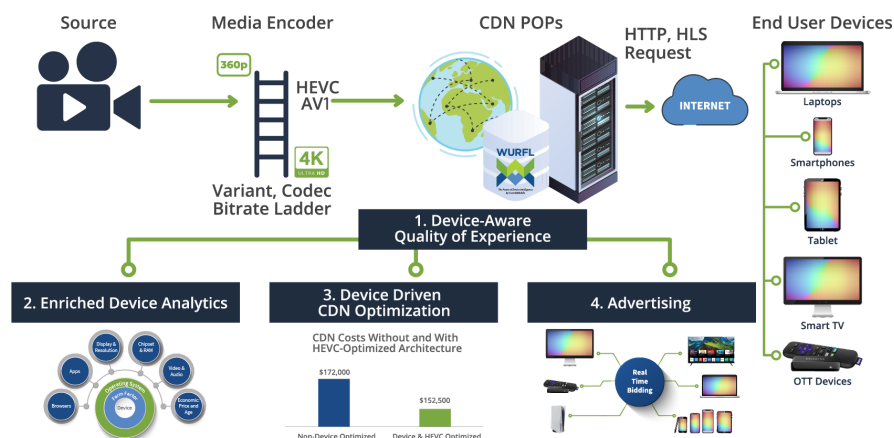 Source
Media Encoder
CDN POPs
HTTP, HLS
Request
End User Devices
360p
HEVC
AV1
4K
ULTRA HD
Variant, Codec
Bitrate Ladder
WURFL
INTERNET
Laptops
Smartphones
Tablet
Smart TV
OTT Devices
1. Device-Aware
Quality of Experience
2. Enriched Device Analytics
3. Device Driven
CDN Optimization
4. Advertising
Display &
Resolution
Chipset
& RAM
Apps
Video &
Audio
Browsers
Economic,
Price and
Age
Operating System
Form Factor
Device
CDN Costs Without and With
HEVC-Optimized Architecture
$172,000
$152,500
Non-Device Optimized
Device & HEVC Optimized
Real
Time
Bidding